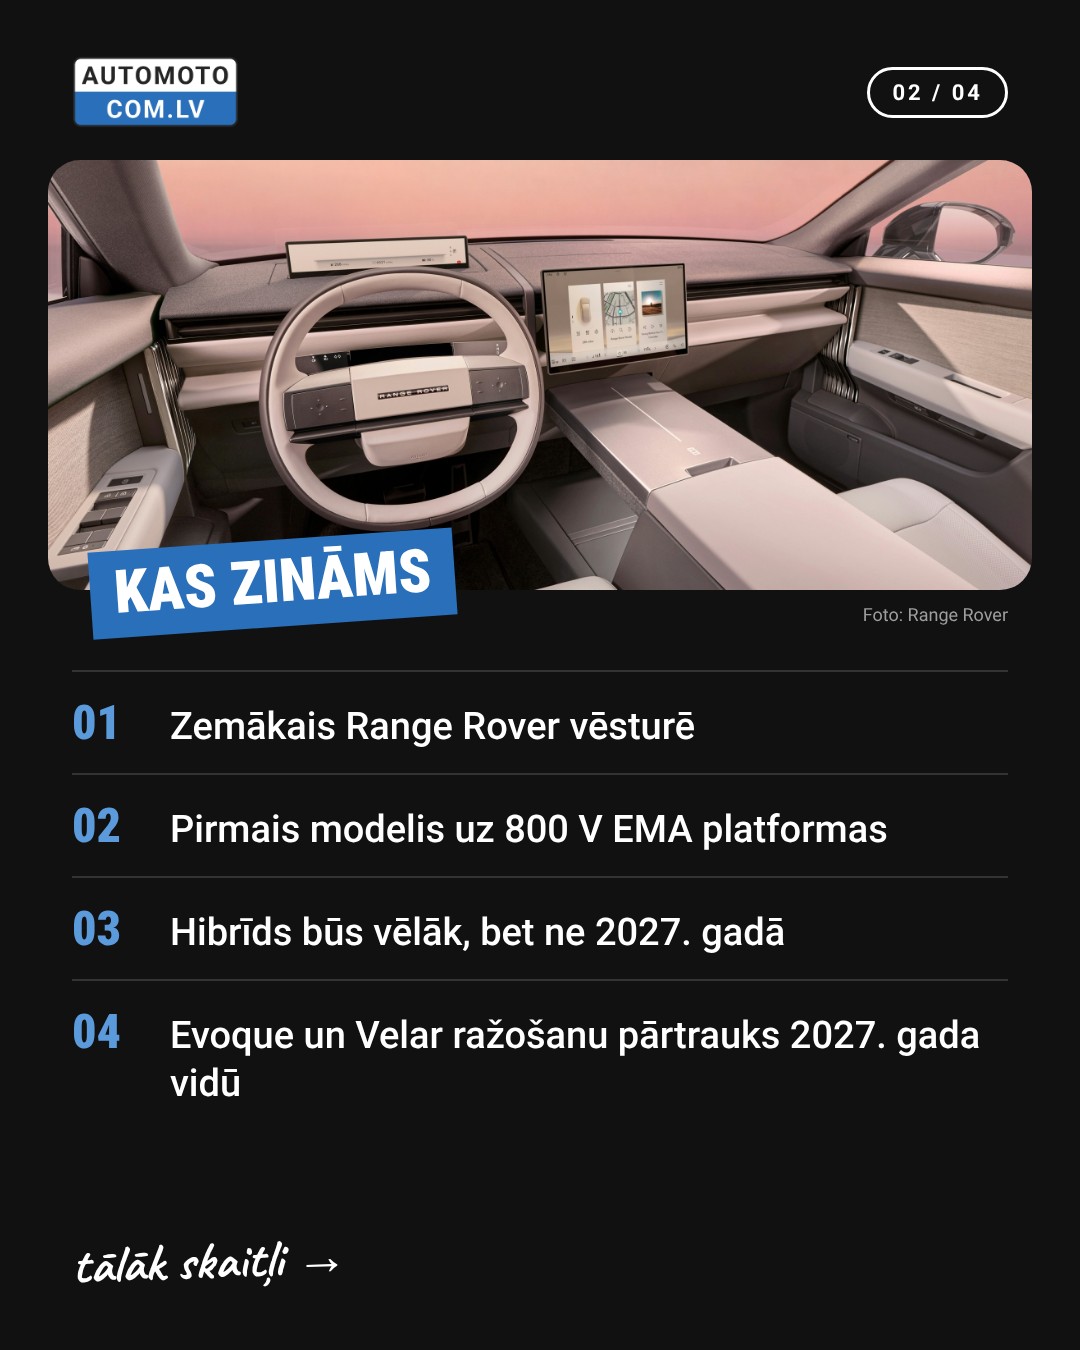 AUTOMOTO
COM.LV
02 / 04
RANGE ROVER
KAS ZINĀMS
Foto: Range Rover
01 Zemākais Range Rover vēsturē
02 Pirmais modelis uz 800 V EMA platformas
03 Hibrīds būs vēlāk, bet ne 2027. gadā
04 Evoque un Velar ražošanu pārtrauks 2027. gada
vidū
tālāk skaitļi →